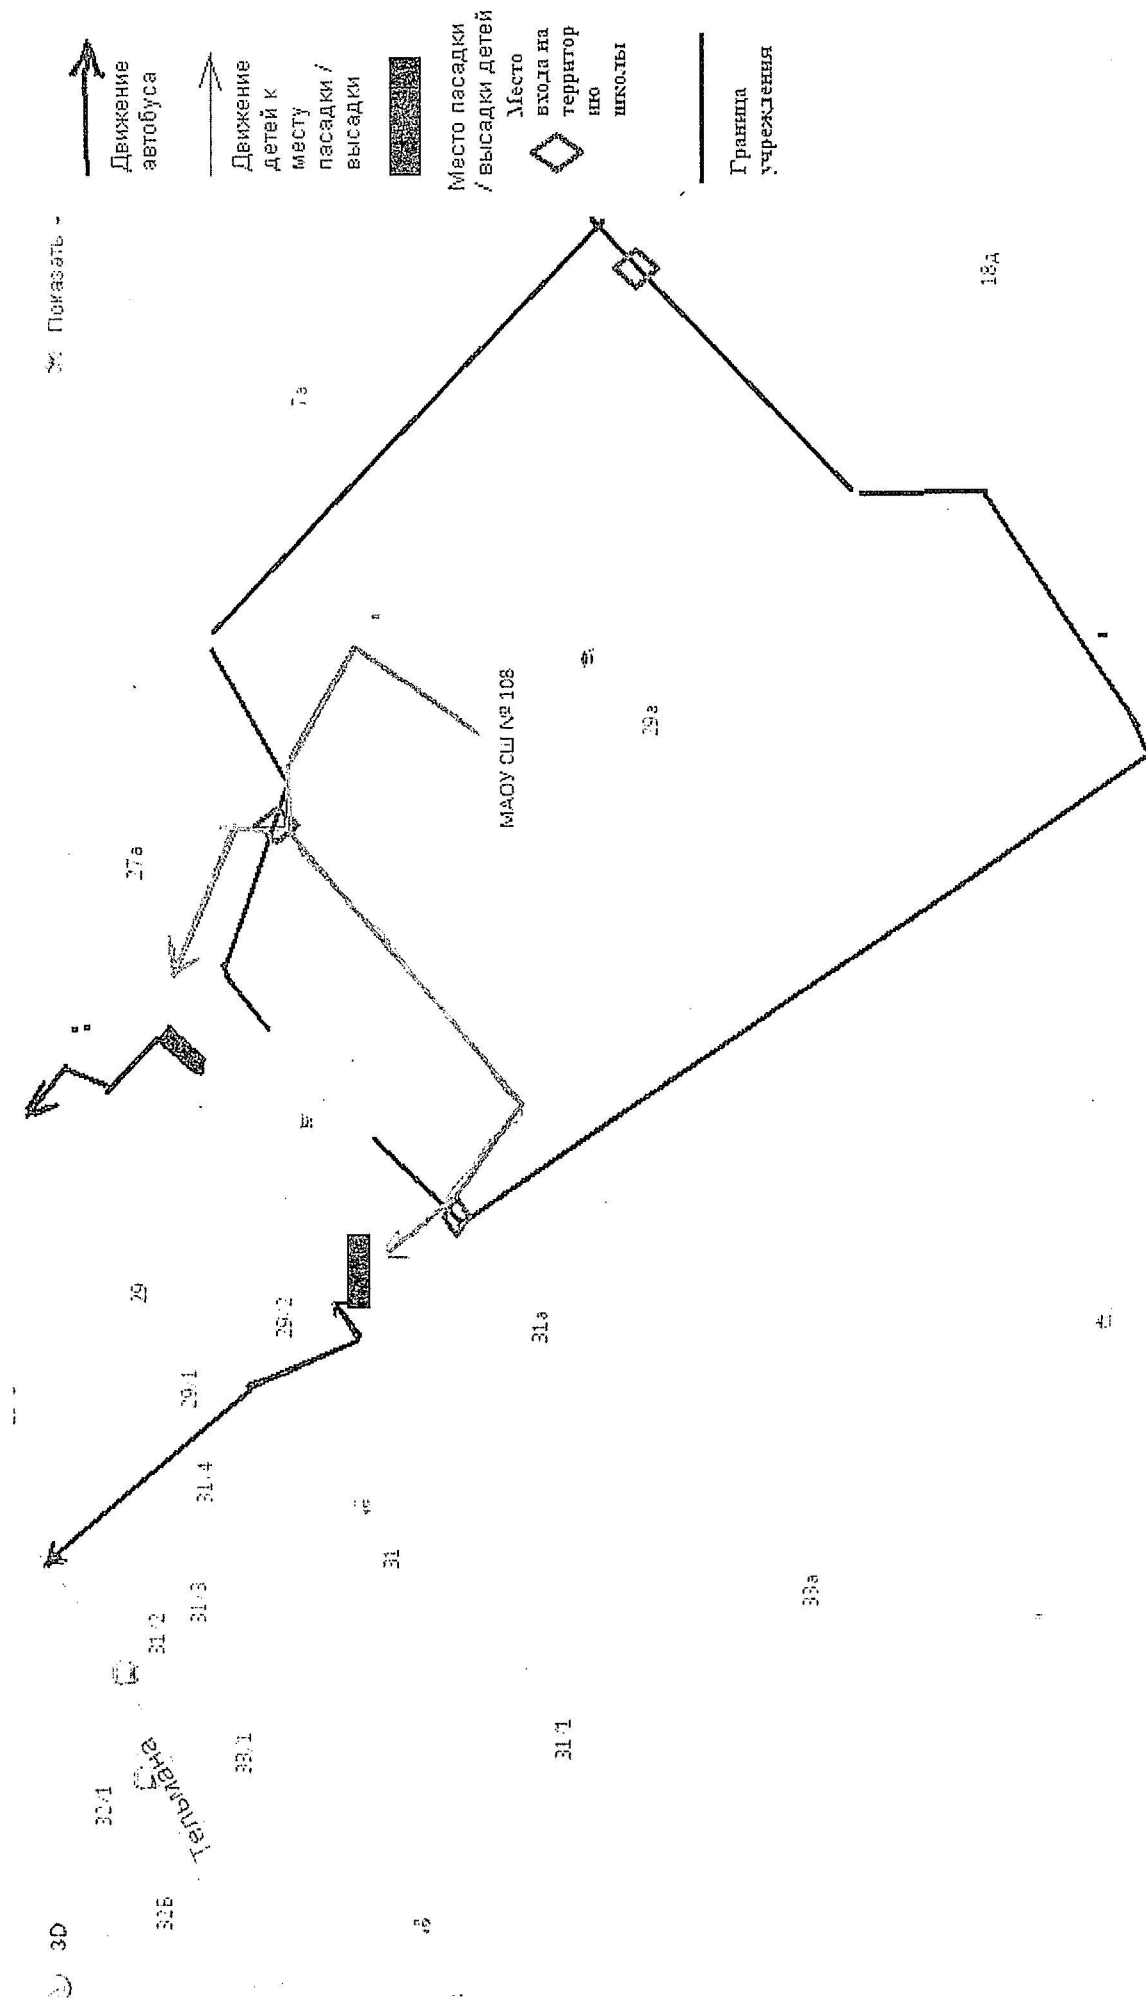 3D
Показать
Движение
автобуса
Движение
детей к
месту
пасадки /
высадки
Место пасадки
/ высадки детей
Место
входа на
территор
ию
школы
Граница
учреждения
32Б
32/1
Тельмана
33/1
31/2
31/3
31/4
29/1
29
29/2
31
31а
31/1
33а
27а
7а
МАОУ СШ № 108
29а
18д